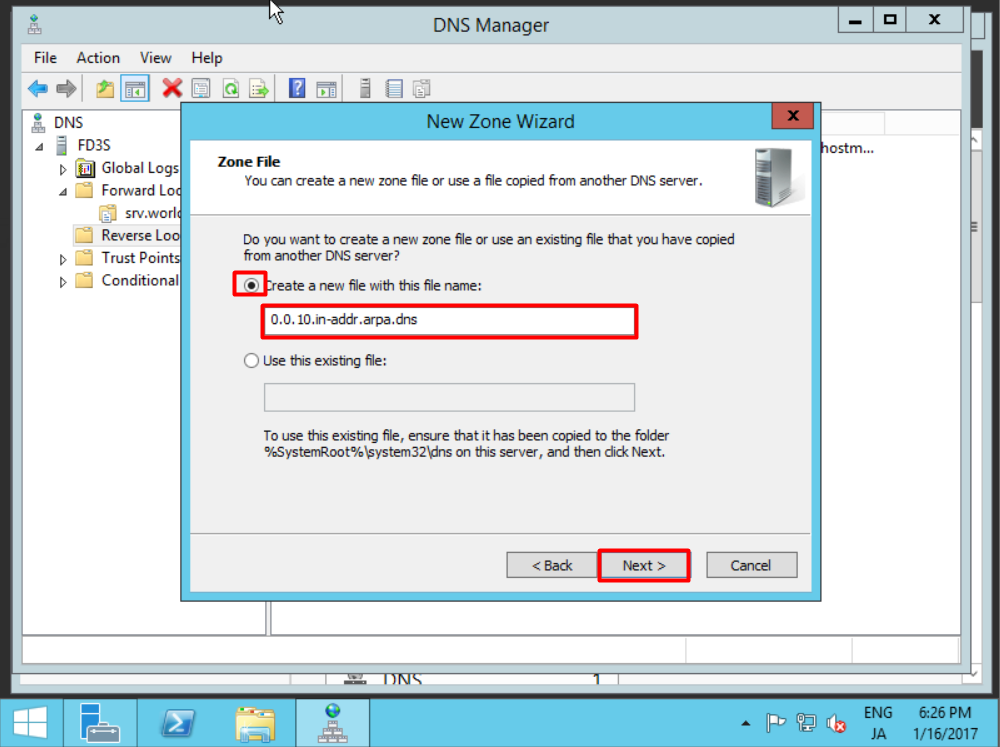 DNS Manager
File Action View Help
New Zone Wizard
DNS
FD3S
Global Logs
Forward Loo
srv.world
Reverse Loo
Trust Points
Conditional
hostm...
Zone File
You can create a new zone file or use a file copied from another DNS server.
Do you want to create a new zone file or use an existing file that you have copied
from another DNS server?
Create a new file with this file name:
0.0.10.in-addr.arpa.dns
Use this existing file:
To use this existing file, ensure that it has been copied to the folder
%SystemRoot%\system32\dns on this server, and then click Next.
< Back Next > Cancel
DNS 1
ENG 6:26 PM
JA 1/16/2017